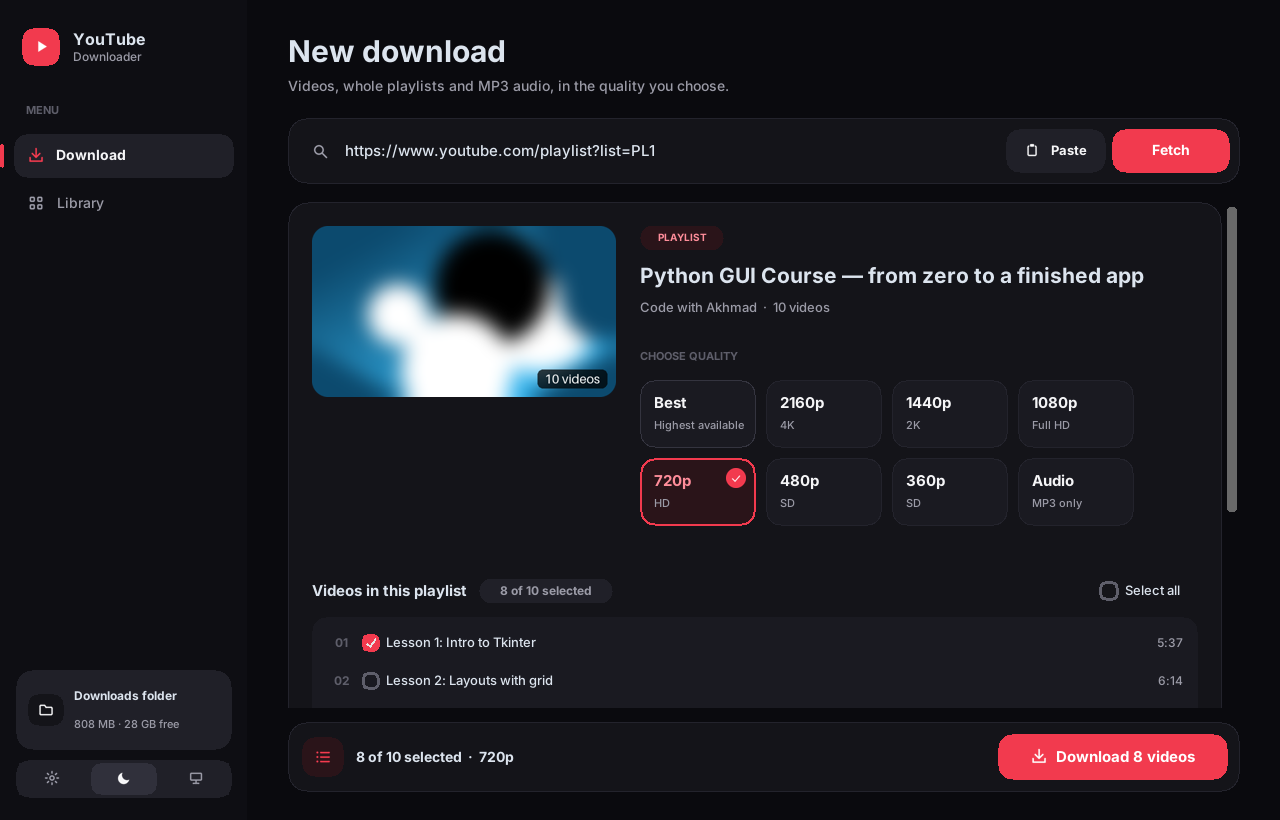 YouTube
Downloader
MENU
Download
Library
Downloads folder
808 MB · 28 GB free
New download
Videos, whole playlists and MP3 audio, in the quality you choose.
https://www.youtube.com/playlist?list=PL1
Paste
Fetch
10 videos
PLAYLIST
Python GUI Course — from zero to a finished app
Code with Akhmad · 10 videos
CHOOSE QUALITY
Best
Highest available
2160p
4K
1440p
2K
1080p
Full HD
720p
HD
480p
SD
360p
SD
Audio
MP3 only
Videos in this playlist
8 of 10 selected
Select all
01 Lesson 1: Intro to Tkinter 5:37
02 Lesson 2: Layouts with grid 6:14
8 of 10 selected · 720p
Download 8 videos